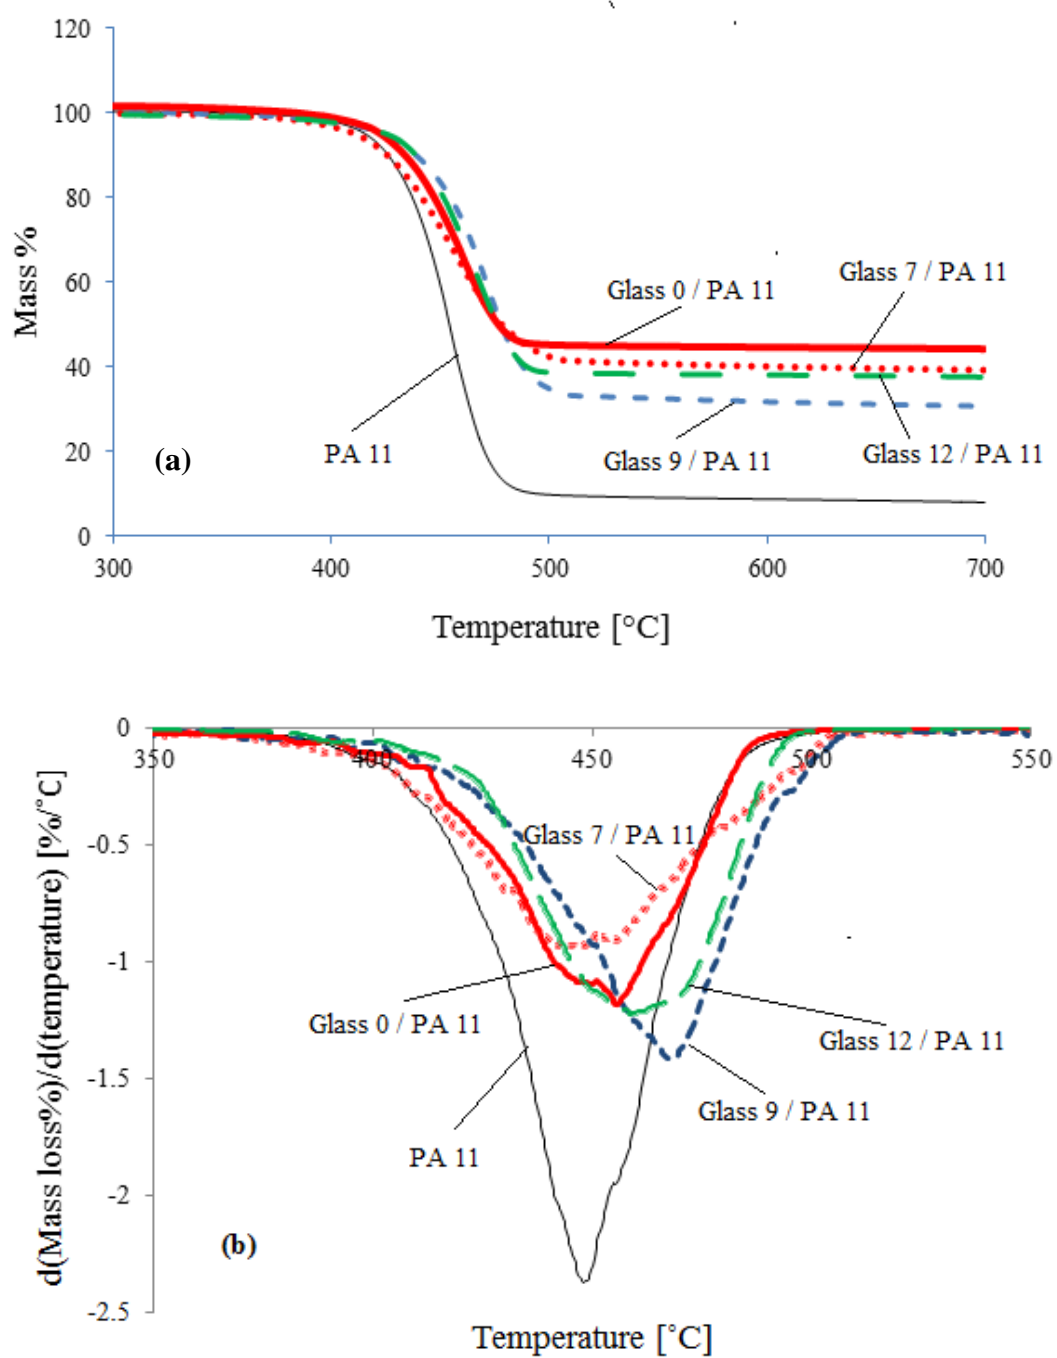 120
100
80
60
40
20
0
Mass %
Glass 0 / PA 11
Glass 7 / PA 11
PA 11
Glass 9 / PA 11
Glass 12 / PA 11
(a)
300 400 500 600 700
Temperature [°C]
0
-0.5
-1
-1.5
-2
-2.5
350 400 450 500 550
d(Mass loss%)/d(temperature) [%/˚C]
Glass 7 / PA 11
Glass 0 / PA 11
Glass 12 / PA 11
Glass 9 / PA 11
PA 11
(b)
Temperature [˚C]